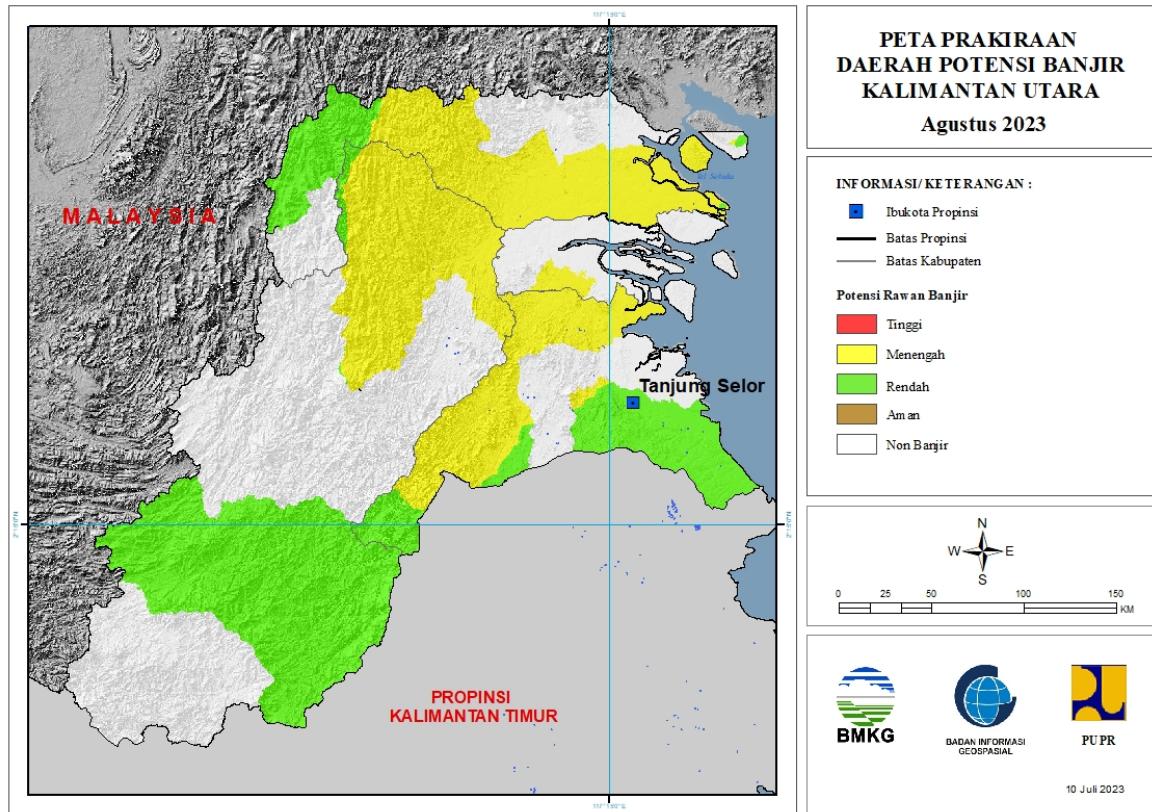 PETA PRAKIRAAN
DAERAH POTENSI BANJIR
KALIMANTAN UTARA
Agustus 2023
INFORMASI/ KETERANGAN :
Ibukota Propinsi
Batas Propinsi
Batas Kabupaten
Potensi Rawan Banjir
Tinggi
Menengah
Rendah
Aman
Non Banjir
N
W E
S
0 25 50 100 150
KM
BMKG
BADAN INFORMASI
GEOSPASIAL
PUPR
10 Juli 2023
MALAYSIA
Tanjung Selor
PROPINSI
KALIMANTAN TIMUR